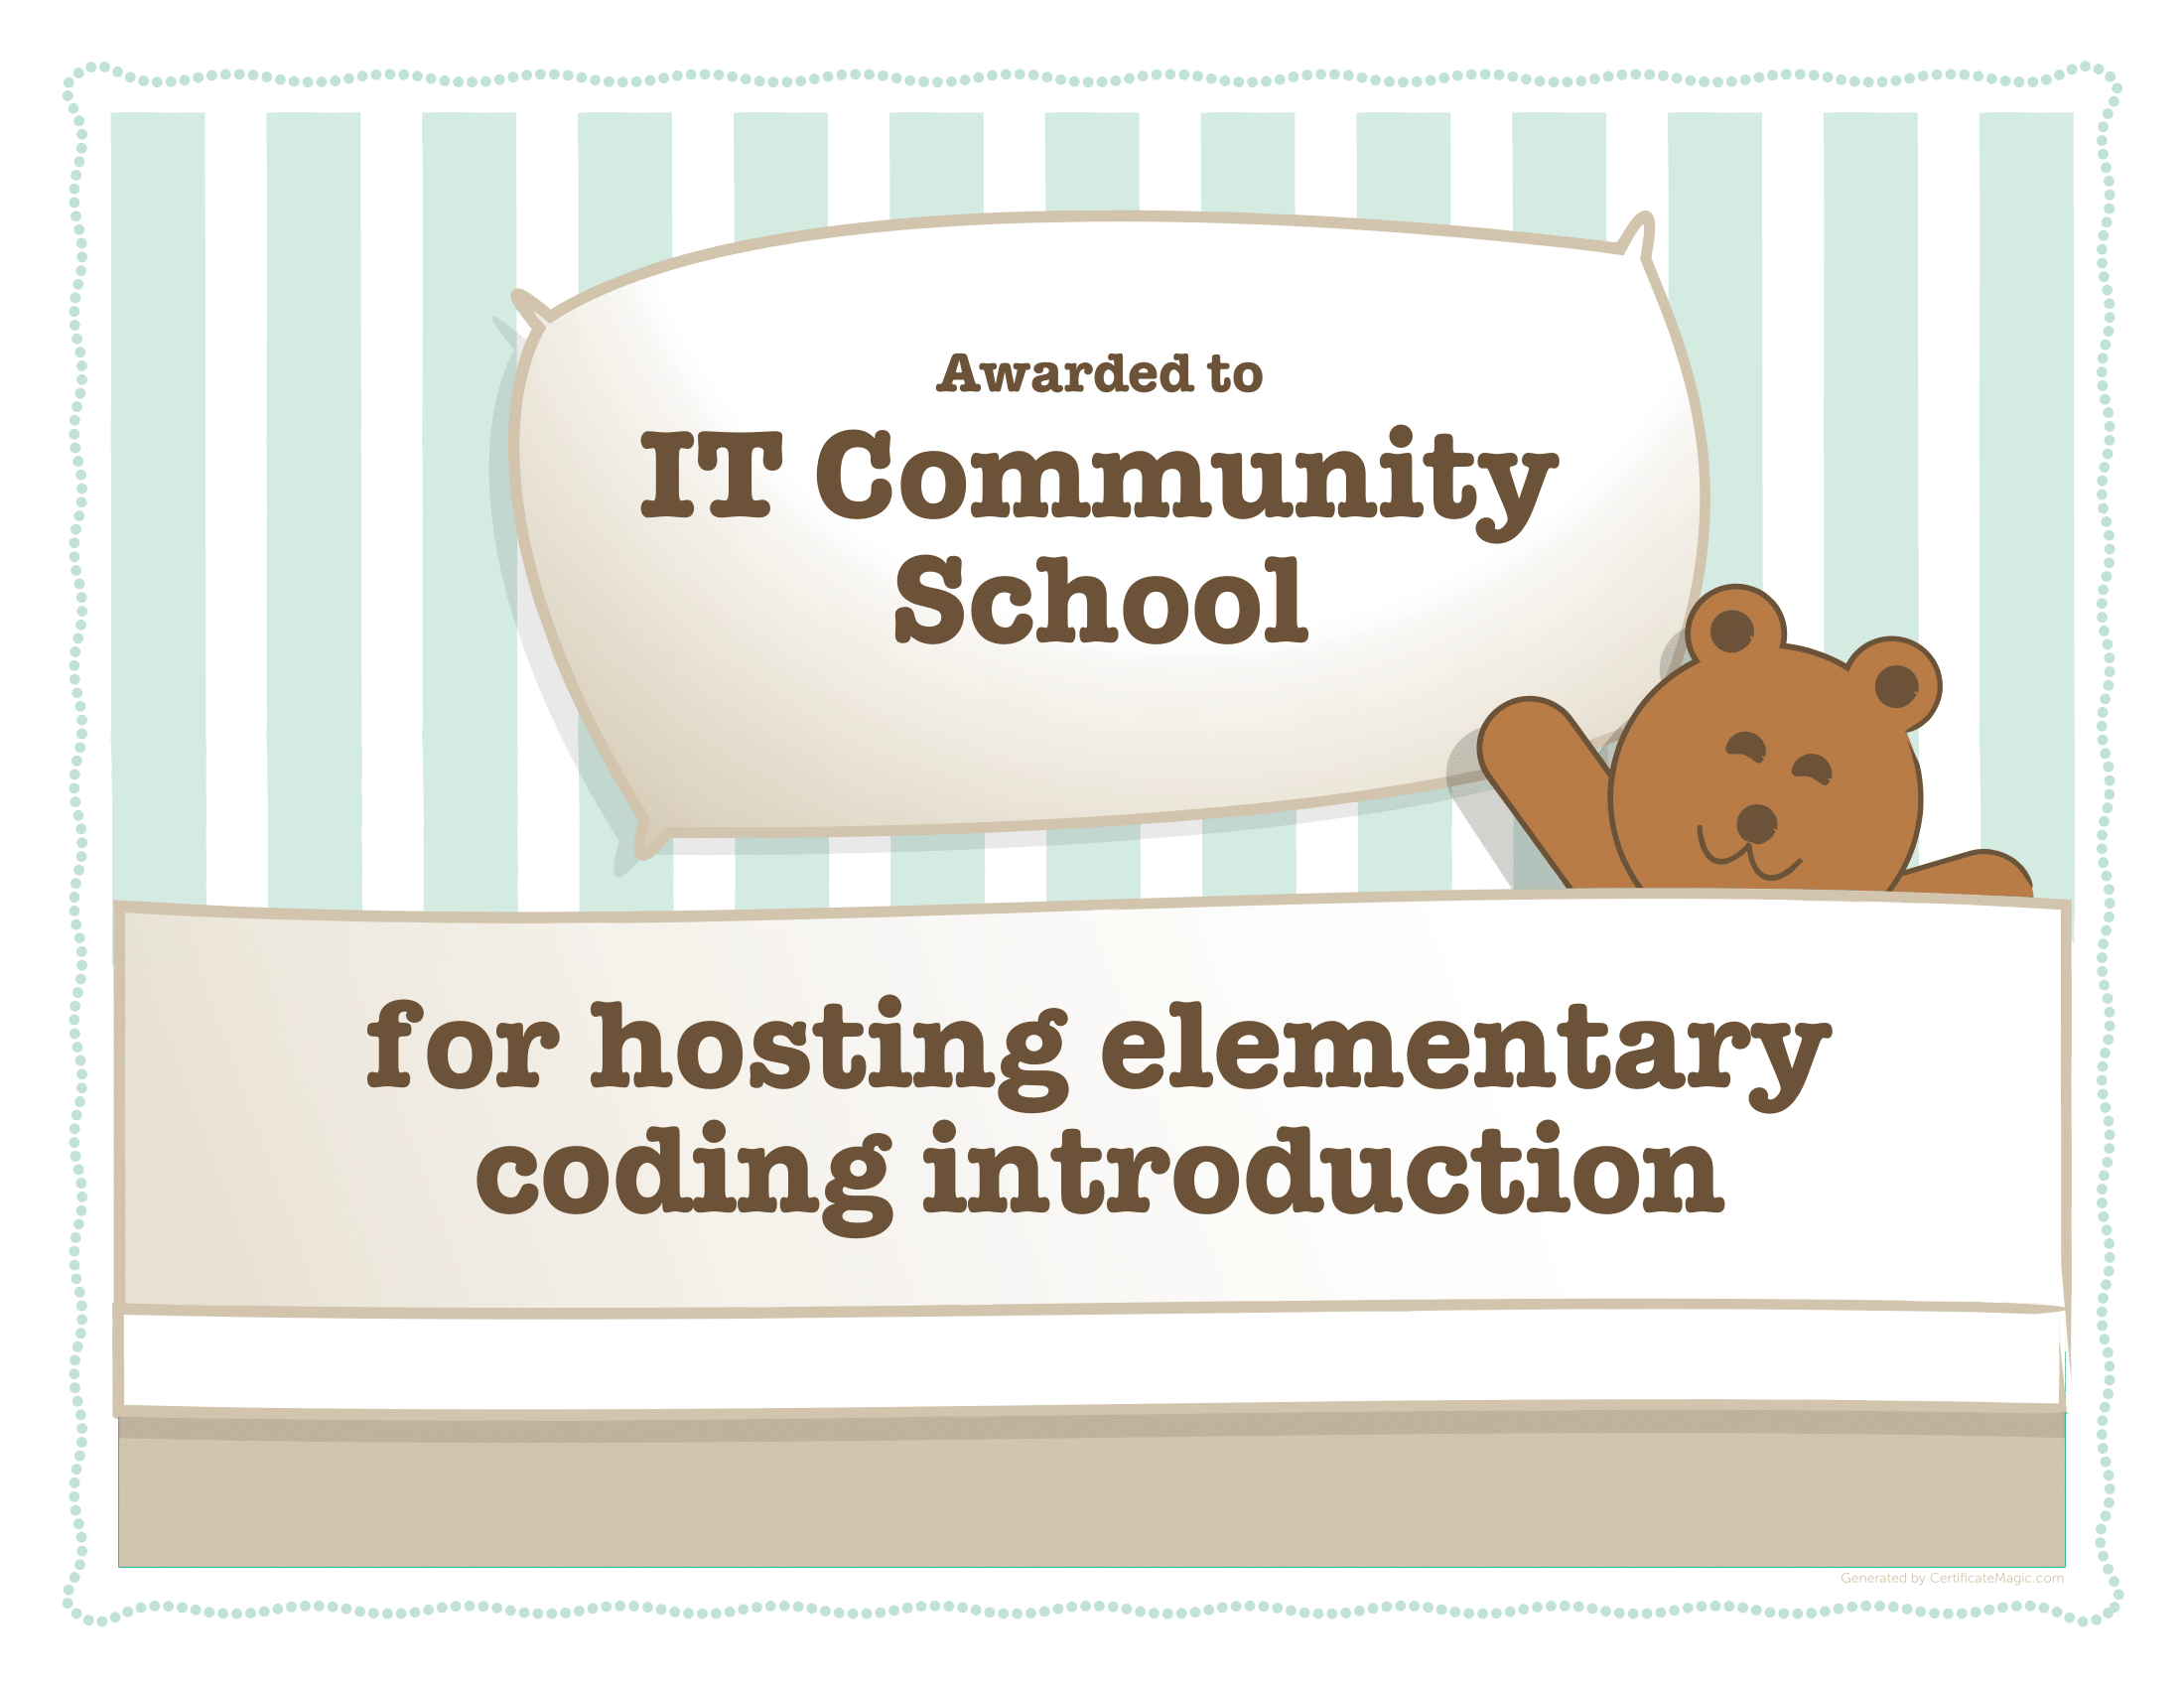 Awarded to
IT Community
School
for hosting elementary
coding introduction
Generated by CertificateMagic.com